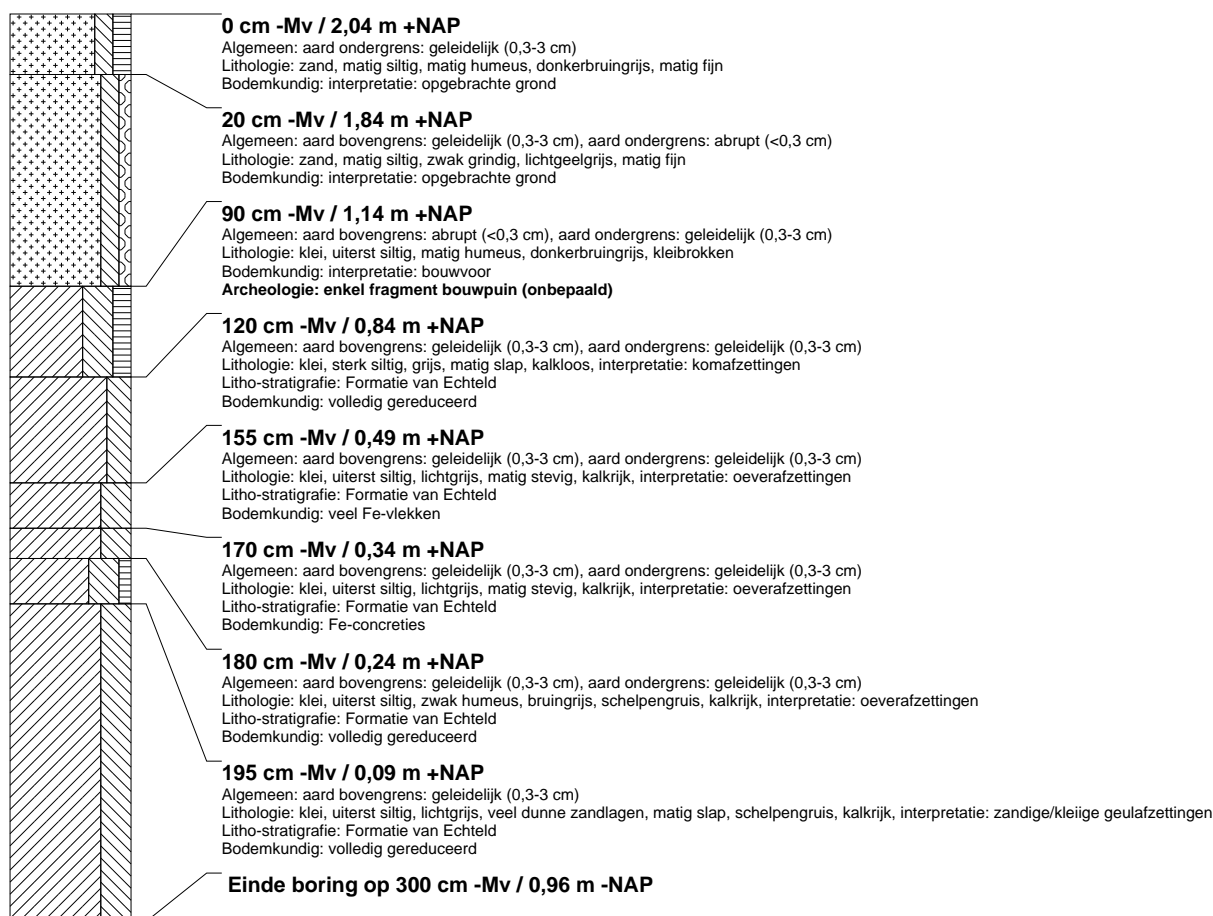 0 cm -Mv / 2,04 m +NAP
Algemeen: aard ondergrens: geleidelijk (0,3-3 cm)
Lithologie: zand, matig siltig, matig humeus, donkerbruingrijs, matig fijn
Bodemkundig: interpretatie: opgebrachte grond
20 cm -Mv / 1,84 m +NAP
Algemeen: aard bovengrens: geleidelijk (0,3-3 cm), aard ondergrens: abrupt (<0,3 cm)
Lithologie: zand, matig siltig, zwak grindig, lichtgeelgrijs, matig fijn
Bodemkundig: interpretatie: opgebrachte grond
90 cm -Mv / 1,14 m +NAP
Algemeen: aard bovengrens: abrupt (<0,3 cm), aard ondergrens: geleidelijk (0,3-3 cm)
Lithologie: klei, uiterst siltig, matig humeus, donkerbruingrijs, kleibrokken
Bodemkundig: interpretatie: bouwvoor
Archeologie: enkel fragment bouwpuin (onbepaald)
120 cm -Mv / 0,84 m +NAP
Algemeen: aard bovengrens: geleidelijk (0,3-3 cm), aard ondergrens: geleidelijk (0,3-3 cm)
Lithologie: klei, sterk siltig, grijs, matig slap, kalkloos, interpretatie: komafzettingen
Litho-stratigrafie: Formatie van Echteld
Bodemkundig: volledig gereduceerd
155 cm -Mv / 0,49 m +NAP
Algemeen: aard bovengrens: geleidelijk (0,3-3 cm), aard ondergrens: geleidelijk (0,3-3 cm)
Lithologie: klei, uiterst siltig, lichtgrijs, matig stevig, kalkrijk, interpretatie: oeverafzettingen
Litho-stratigrafie: Formatie van Echteld
Bodemkundig: veel Fe-vlekken
170 cm -Mv / 0,34 m +NAP
Algemeen: aard bovengrens: geleidelijk (0,3-3 cm), aard ondergrens: geleidelijk (0,3-3 cm)
Lithologie: klei, uiterst siltig, lichtgrijs, matig stevig, kalkrijk, interpretatie: oeverafzettingen
Litho-stratigrafie: Formatie van Echteld
Bodemkundig: Fe-concreties
180 cm -Mv / 0,24 m +NAP
Algemeen: aard bovengrens: geleidelijk (0,3-3 cm), aard ondergrens: geleidelijk (0,3-3 cm)
Lithologie: klei, uiterst siltig, zwak humeus, bruingrijs, schelpengruis, kalkrijk, interpretatie: oeverafzettingen
Litho-stratigrafie: Formatie van Echteld
Bodemkundig: volledig gereduceerd
195 cm -Mv / 0,09 m +NAP
Algemeen: aard bovengrens: geleidelijk (0,3-3 cm)
Lithologie: klei, uiterst siltig, lichtgrijs, veel dunne zandlagen, matig slap, schelpengruis, kalkrijk, interpretatie: zandige/kleiige geulafzettingen
Litho-stratigrafie: Formatie van Echteld
Bodemkundig: volledig gereduceerd
Einde boring op 300 cm -Mv / 0,96 m -NAP